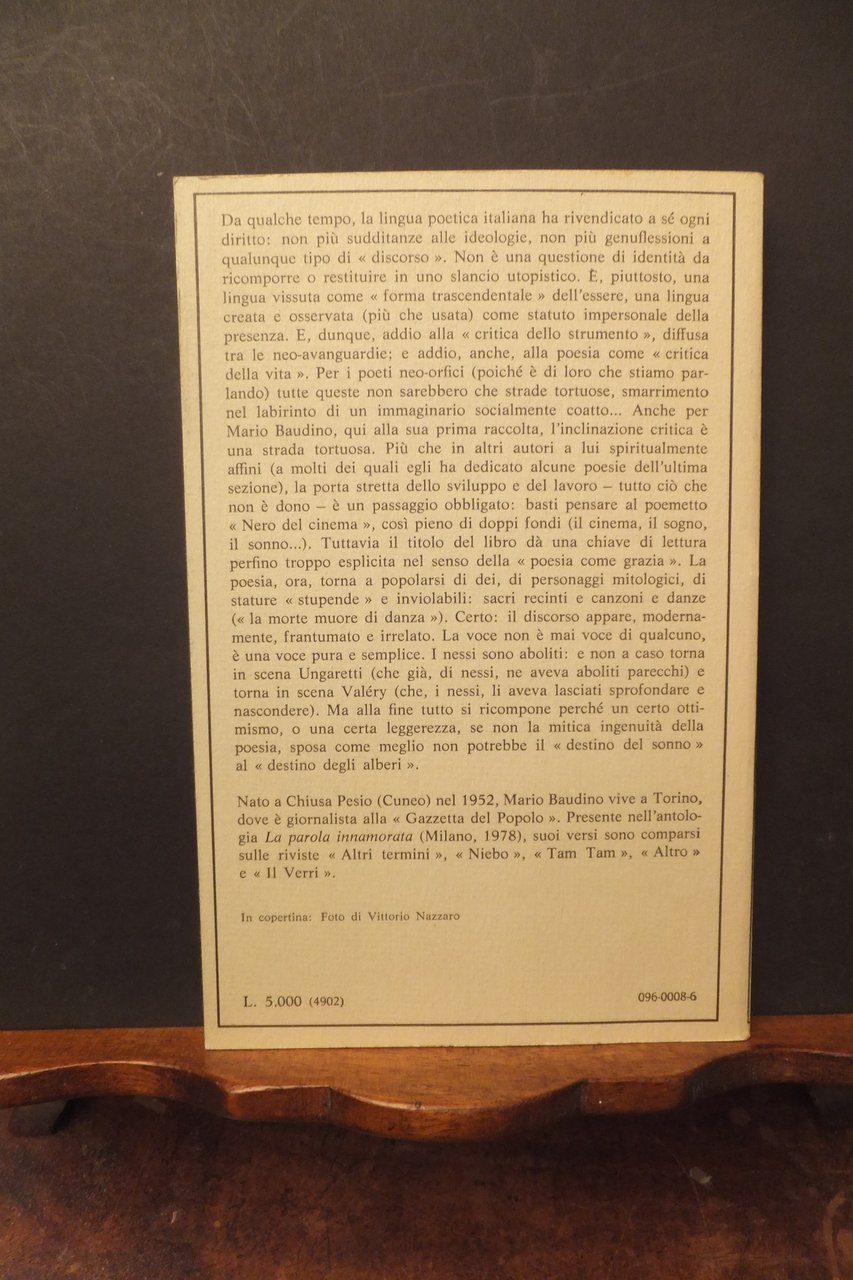 Da qualche tempo, la lingua poetica italiana ha rivendicato a sé ogni
diritto: non più sudditanze alle ideologie, non più genuflessioni a
qualunque tipo di « discorso ». Non è una questione di identità da
ricomporre o restituire in uno slancio utopistico. È, piuttosto, una
lingua vissuta come « forma trascendentale » dell'essere, una lingua
creata e osservata (più che usata) come statuto impersonale della
presenza. E, dunque, addio alla « critica dello strumento », diffusa
tra le neo-avanguardie; e addio, anche, alla poesia come « critica
della vita ». Per i poeti neo-orfici (poiché è di loro che stiamo par-
lando) tutte queste non sarebbero che strade tortuose, smarrimento
nel labirinto di un immaginario socialmente coatto... Anche per
Mario Baudino, qui alla sua prima raccolta, l'inclinazione critica è
una strada tortuosa. Più che in altri autori a lui spiritualmente
affini (a molti dei quali egli ha dedicato alcune poesie dell'ultima
sezione), la porta stretta dello sviluppo e del lavoro – tutto ciò che
non è dono – è un passaggio obbligato: basti pensare al poemetto
« Nero del cinema », così pieno di doppi fondi (il cinema, il sogno,
il sonno...). Tuttavia il titolo del libro dà una chiave di lettura
perfino troppo esplicita nel senso della « poesia come grazia ». La
poesia, ora, torna a popolarsi di dei, di personaggi mitologici, di
stature « stupende » e inviolabili: sacri recinti e canzoni e danze
(« la morte muore di danza »). Certo: il discorso appare, moderna-
mente, frantumato e irrelato. La voce non è mai voce di qualcuno,
è una voce pura e semplice. I nessi sono aboliti: e non a caso torna
in scena Ungaretti (che già, di nessi, ne aveva aboliti parecchi) e
torna in scena Valéry (che, i nessi, li aveva lasciati sprofondare e
nascondere). Ma alla fine tutto si ricompone perché un certo otti-
mismo, o una certa leggerezza, se non la mitica ingenuità della
poesia, sposa come meglio non potrebbe il « destino del sonno »
al « destino degli alberi ».
Nato a Chiusa Pesio (Cuneo) nel 1952, Mario Baudino vive a Torino,
dove è giornalista alla « Gazzetta del Popolo ». Presente nell'antolo-
gia La parola innamorata (Milano, 1978), suoi versi sono comparsi
sulle riviste « Altri termini », « Niebo », « Tam Tam », « Altro »
e « Il Verri ».
In copertina: Foto di Vittorio Nazzaro
L. 5.000 (4902)
096-0008-6